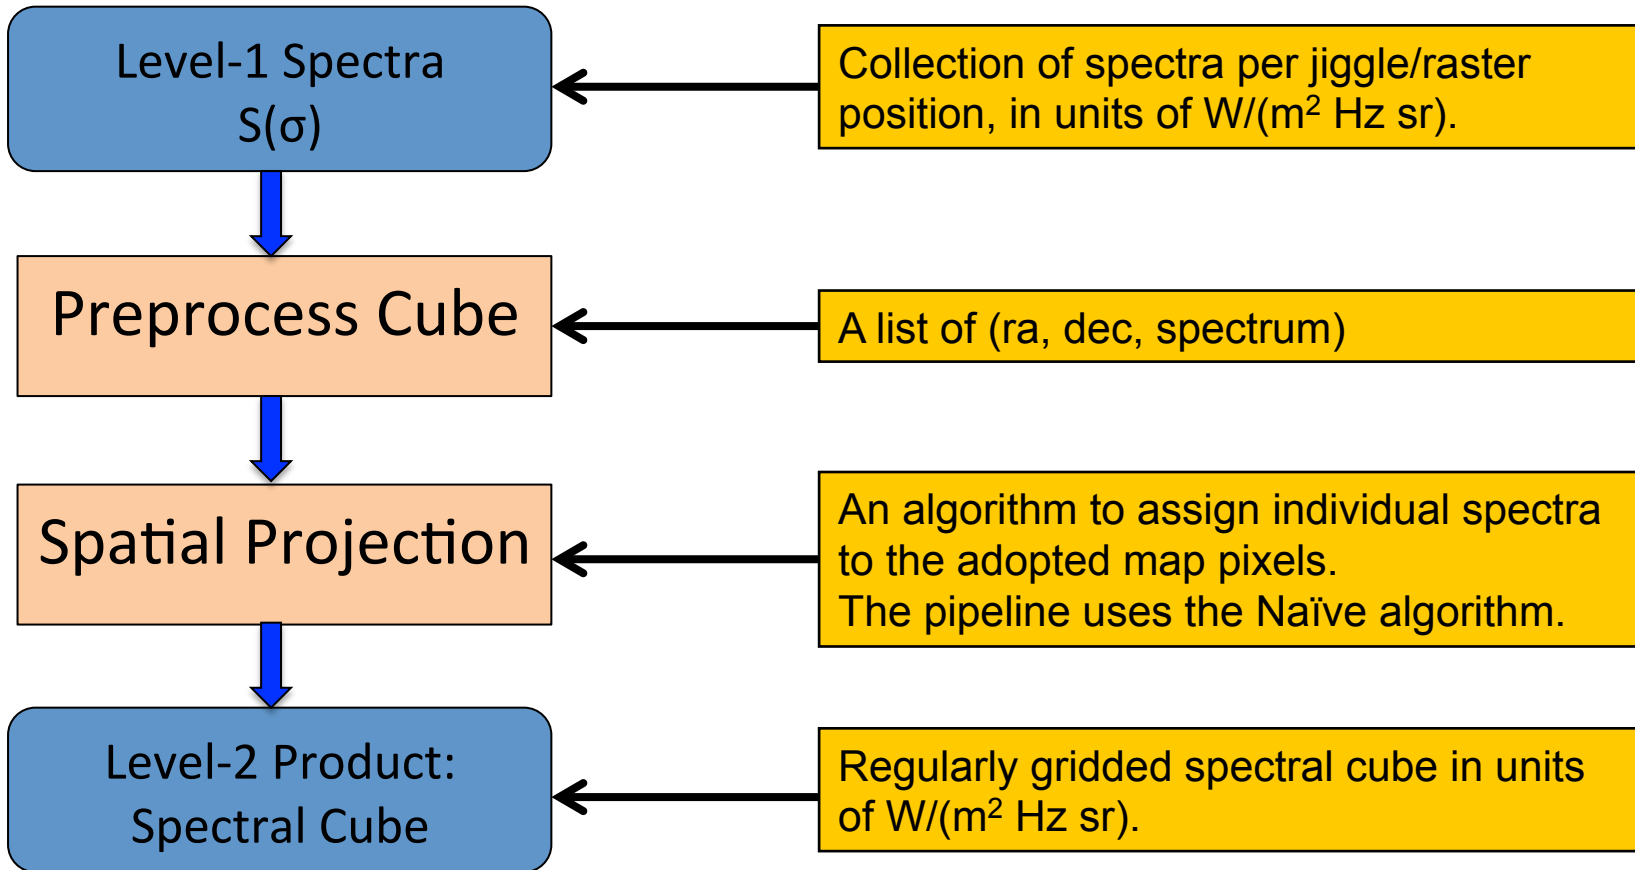 Level-1 Spectra
S(σ)
Collection of spectra per jiggle/raster
position, in units of W/(m² Hz sr).
Preprocess Cube
A list of (ra, dec, spectrum)
Spatial Projection
An algorithm to assign individual spectra
to the adopted map pixels.
The pipeline uses the Naïve algorithm.
Level-2 Product:
Spectral Cube
Regularly gridded spectral cube in units
of W/(m² Hz sr).